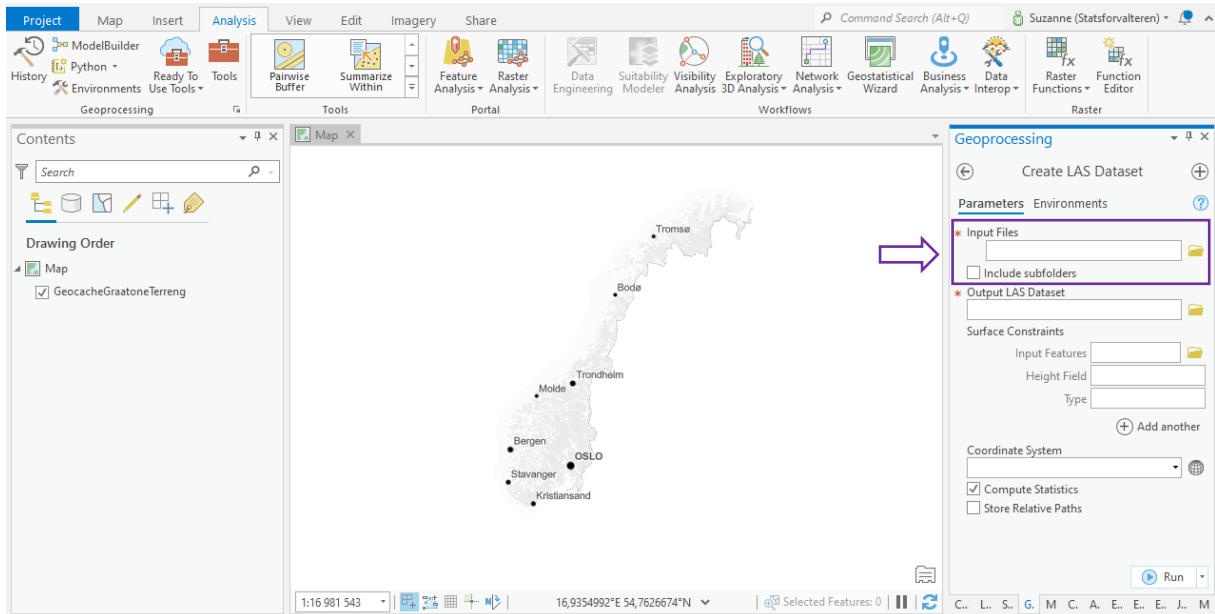 Project Map Insert Analysis View Edit Imagery Share Command Search (Alt+Q) Suzanne (Statsforvalteren)
History
ModelBuilder
Python
Environments
Ready To
Use Tools
Tools
Geoprocessing
Pairwise
Buffer
Summarize
Within
Tools
Feature
Analysis
Raster
Analysis
Portal
Data
Engineering
Suitability
Modeler
Visibility
Analysis
Exploratory
3D Analysis
Network
Analysis
Geostatistical
Wizard
Business
Analysis
Data
Interop
Workflows
Raster
Functions
Function
Editor
Raster
Contents
Search
Drawing Order
Map
GeocacheGraatoneTerreng
Map
Tromsø
Bodø
Trondheim
Molde
Bergen
OSLO
Stavanger
Kristiansand
1:16 981 543
16,9354992°E 54,7626674°N
Selected Features: 0
Geoprocessing
Create LAS Dataset
Parameters Environments
* Input Files
Include subfolders
* Output LAS Dataset
Surface Constraints
Input Features
Height Field
Type
Add another
Coordinate System
Compute Statistics
Store Relative Paths
Run
C... L... S... G. M C. A. E.. E.. E.. J... M